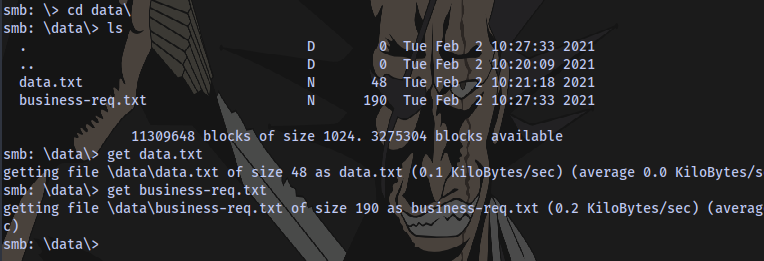 smb: \> cd data\
smb: \data\> ls
  .                                   D        0  Tue Feb  2 10:27:33 2021
  ..                                  D        0  Tue Feb  2 10:20:09 2021
  data.txt                            N       48  Tue Feb  2 10:21:18 2021
  business-req.txt                    N      190  Tue Feb  2 10:27:33 2021

                11309648 blocks of size 1024. 3275304 blocks available
smb: \data\> get data.txt
getting file \data\data.txt of size 48 as data.txt (0.1 KiloBytes/sec) (average 0.0 KiloBytes/s
smb: \data\> get business-req.txt
getting file \data\business-req.txt of size 190 as business-req.txt (0.2 KiloBytes/sec) (averag
c)
smb: \data\>